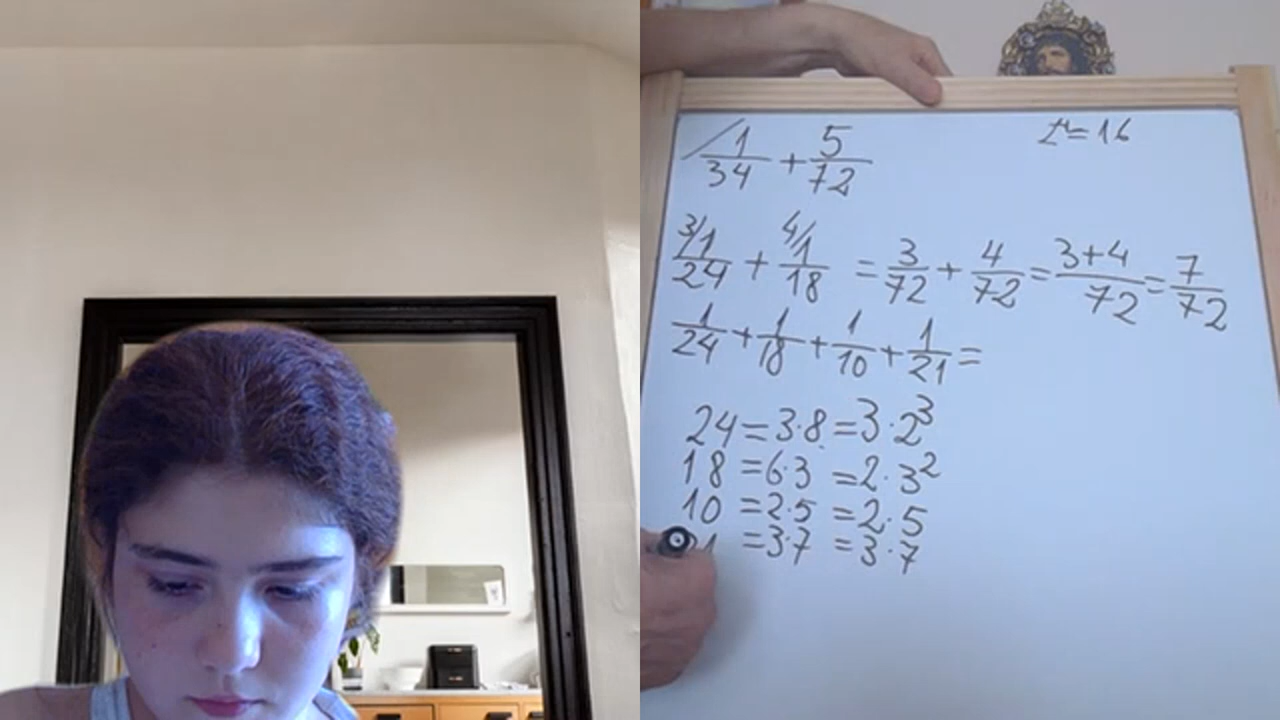 1/34 + 5/72
3/ 1/24 + 4/ 1/18 = 3/72 + 4/72 = 3+4/72 = 7/72
1/24 + 1/18 + 1/10 + 1/21 =
24 = 3·8 = 3·2³
18 = 6·3 = 2·3²
10 = 2·5 = 2·5
= 3·7 = 3·7